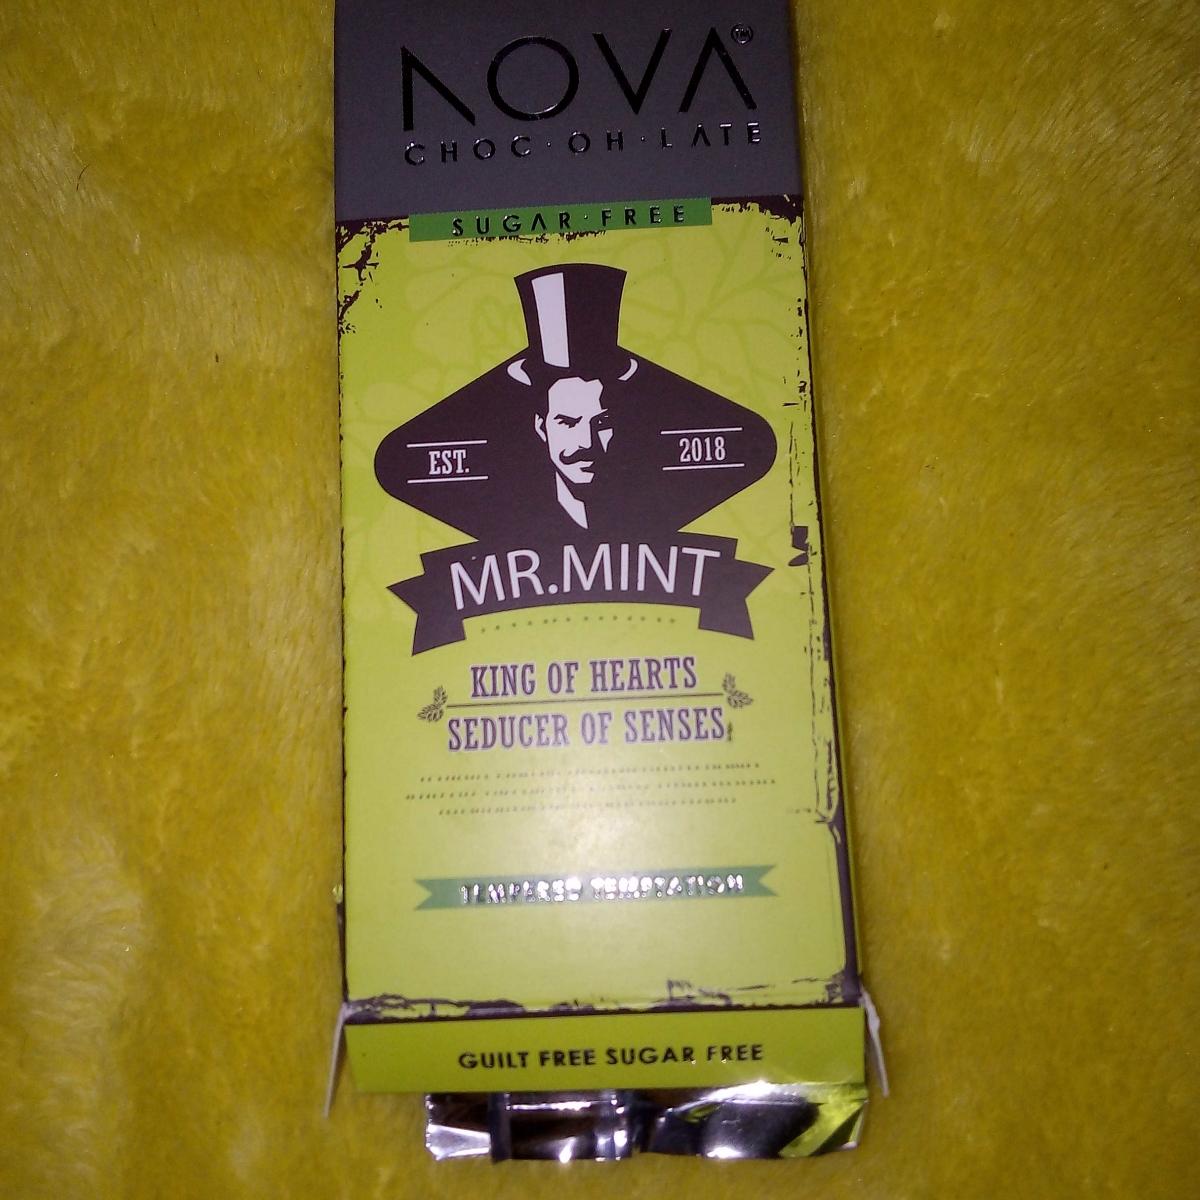 NOVA™
CHOC·OH·LATE
SUGAR·FREE
EST. 2018
MR.MINT
KING OF HEARTS
SEDUCER OF SENSES
TEMPERED TEMPTATION
GUILT FREE SUGAR FREE